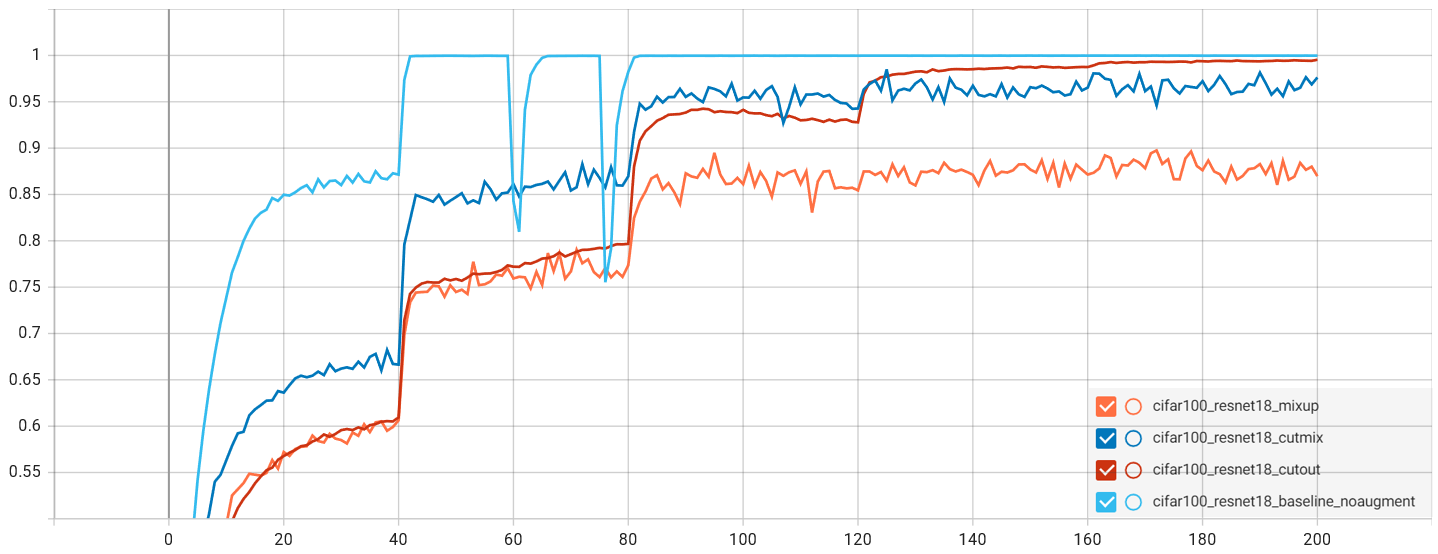 1
0.95
0.9
0.85
0.8
0.75
0.7
0.65
0.6
0.55
cifar100_resnet18_mixup
cifar100_resnet18_cutmix
cifar100_resnet18_cutout
cifar100_resnet18_baseline_noaugment
0 20 40 60 80 100 120 140 160 180 200